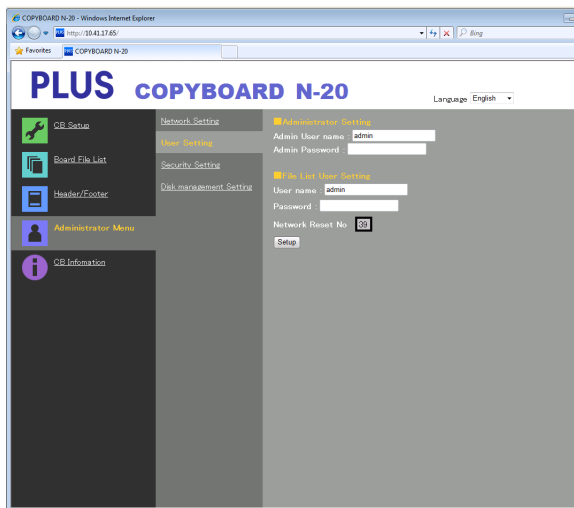 COPYBOARD N-20 - Windows Internet Explorer
PLUS http://10.41.17.65/ Bing
Favorites COPYBOARD N-20
PLUS COPYBOARD N-20
Language English
CB Setup
Board File List
Header/Footer
Administrator Menu
CB Infomation
Network Setting
User Setting
Security Setting
Disk management Setting
Administrator Setting
Admin User name : admin
Admin Password :
File List User Setting
User name : admin
Password :
Network Reset No 39
Setup